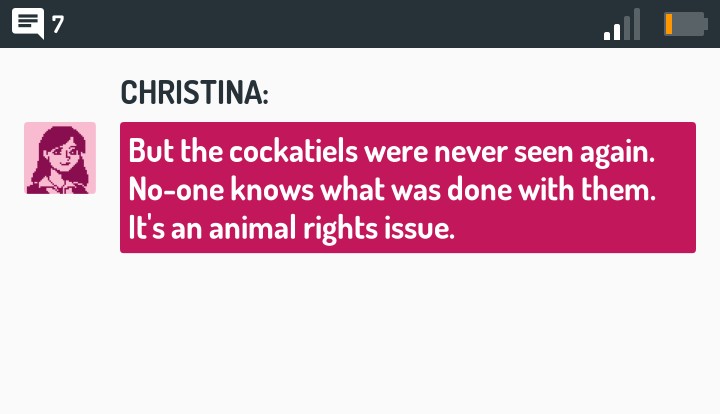 7
CHRISTINA:
But the cockatiels were never seen again.
No-one knows what was done with them.
It's an animal rights issue.